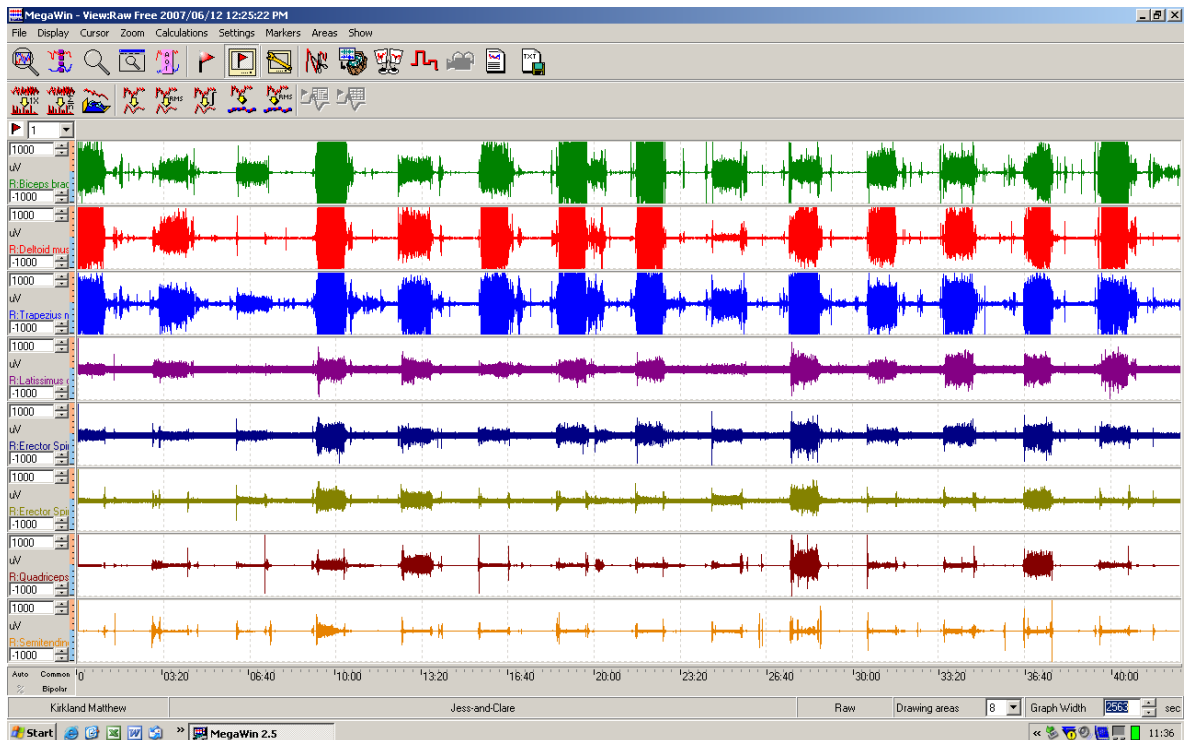 MegaWin - View:Raw Free 2007/06/12 12:25:22 PM
File Display Cursor Zoom Calculations Settings Markers Areas Show
1
1000
uV
R:Biceps brac
-1000
1000
uV
R:Deltoid mus
-1000
1000
uV
R:Trapezius m
-1000
1000
uV
R:Latissimus
-1000
1000
uV
R:Erector Spi
-1000
1000
uV
R:Erector Spi
-1000
1000
uV
R:Quadriceps
-1000
1000
uV
R:Semitendin
-1000
Auto Common '0 '03:20 '06:40 '10:00 '13:20 '16:40 '20:00 '23:20 '26:40 '30:00 '33:20 '36:40 '40:00
% Bipolar
Kirkland Matthew Jess-and-Clare Raw Drawing areas 8 Graph Width 2563 sec
Start » MegaWin 2.5 « 11:36